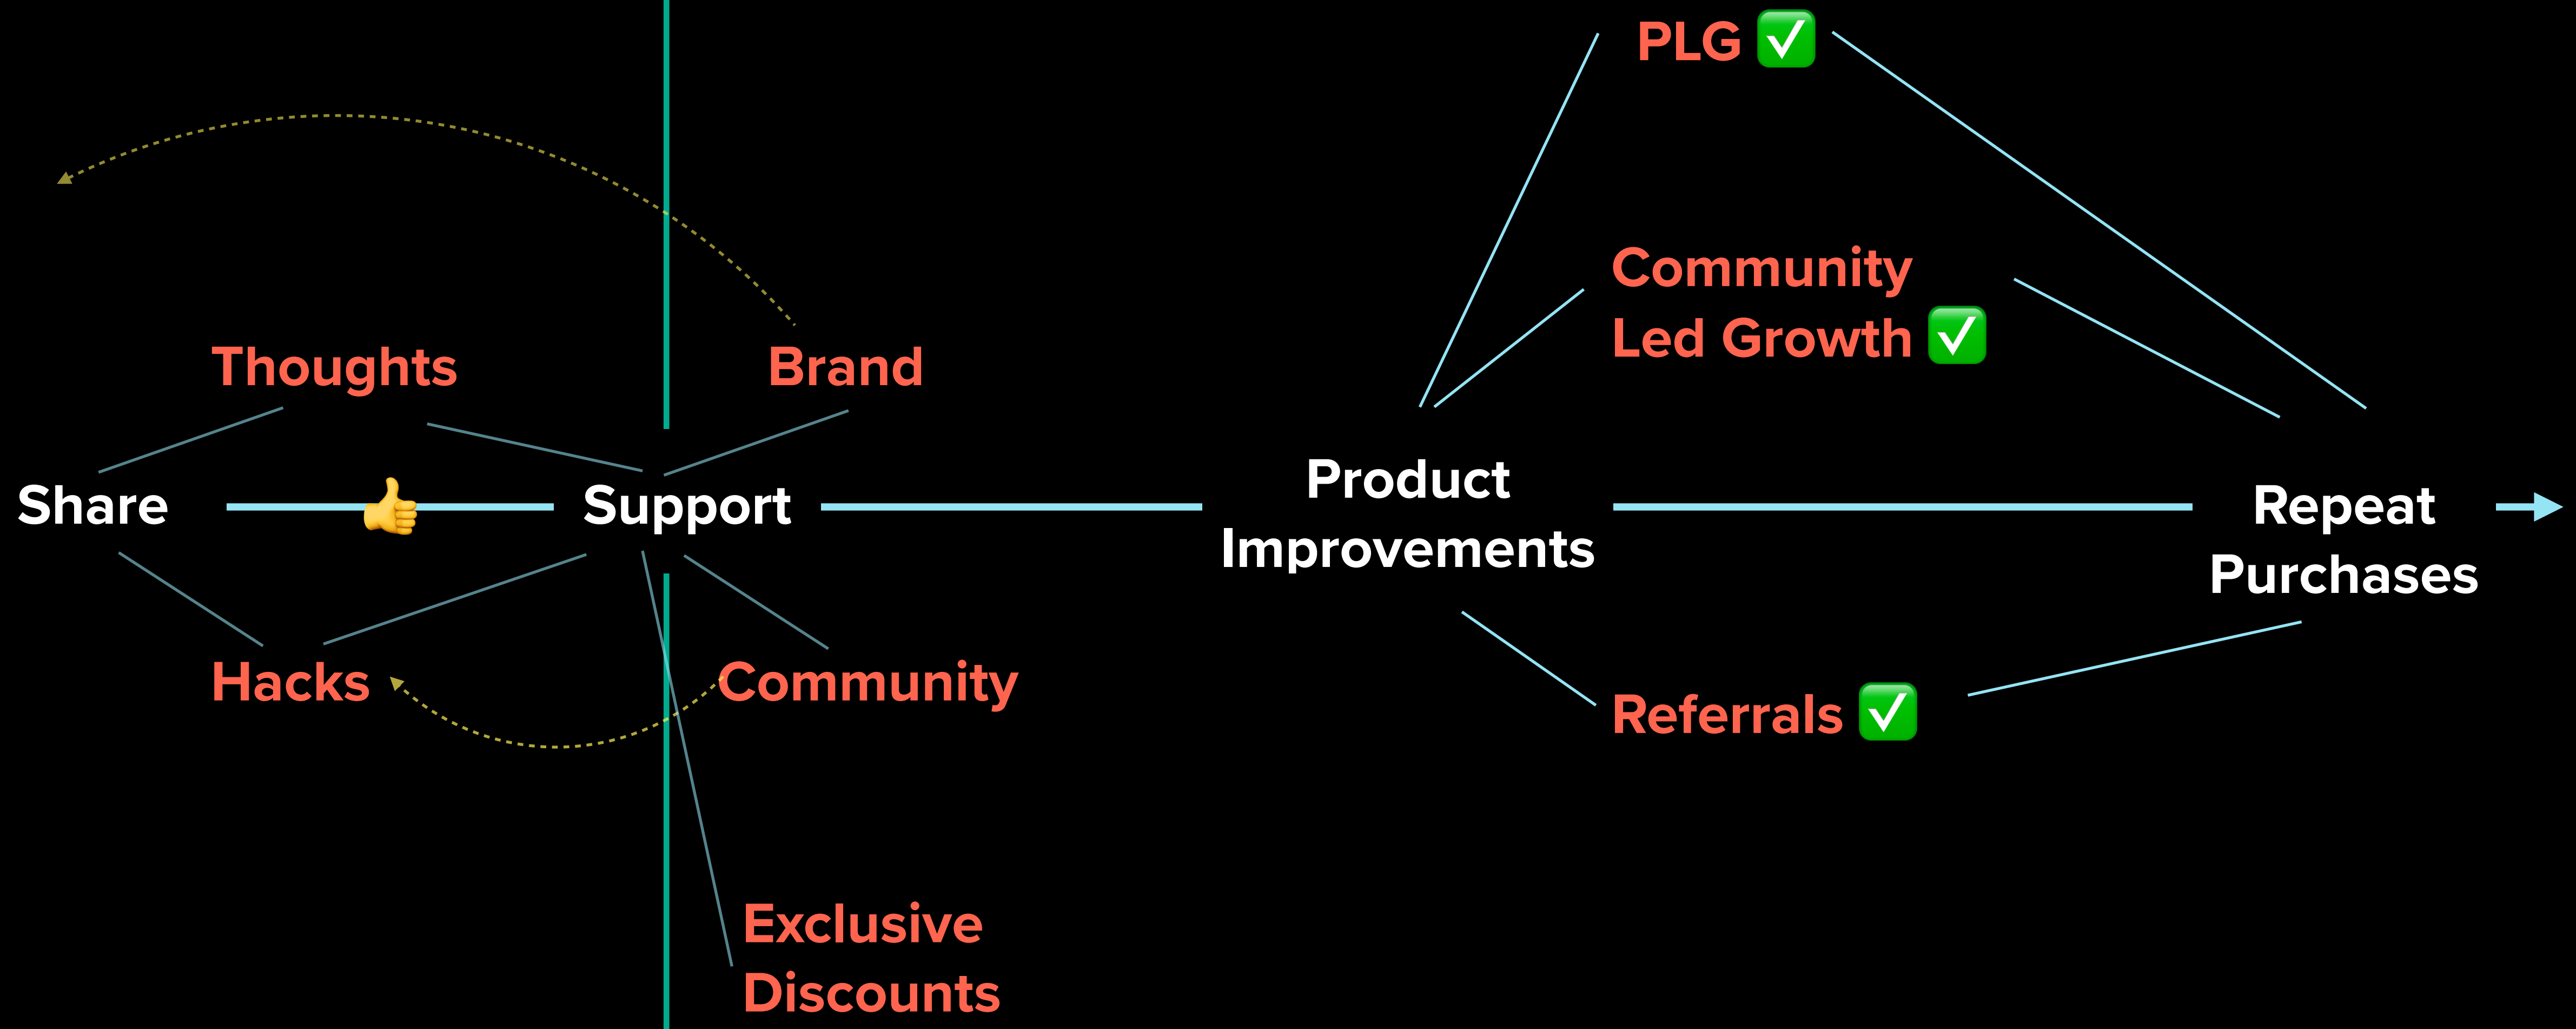 PLG ✅
Community
Led Growth ✅
Thoughts
Brand
Share
👍
Support
Product
Improvements
Repeat
Purchases
Hacks
Community
Referrals ✅
Exclusive
Discounts